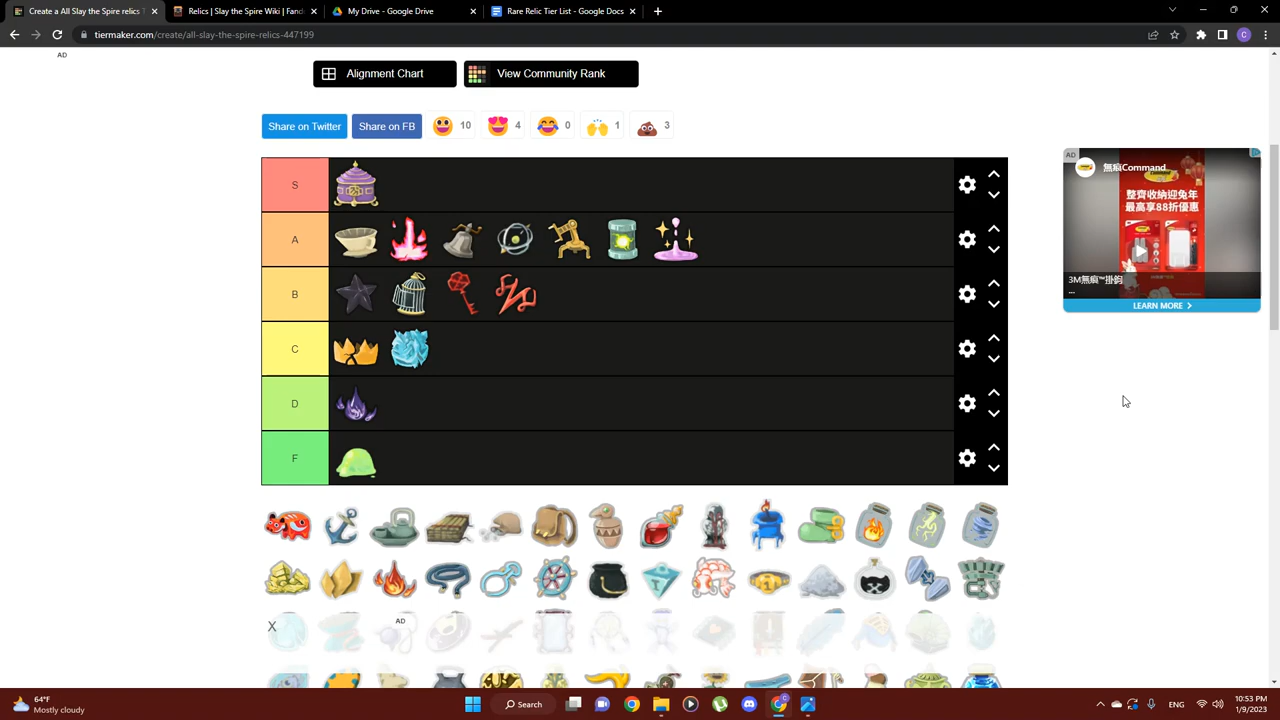 Create a All Slay the Spire relics T
Relics | Slay the Spire Wiki | Fand
My Drive - Google Drive
Rare Relic Tier List - Google Docs
tiermaker.com/create/all-slay-the-spire-relics-447199
C
AD
Alignment Chart
View Community Rank
Share on Twitter
Share on FB
10
4
0
1
3
S
A
B
C
D
F
AD
無痕Command
整齊收納迎兔年
最高享88折優惠
3M無痕™掛鉤
...
LEARN MORE
X
AD
64°F
Mostly cloudy
Search
ENG
10:53 PM
1/9/2023